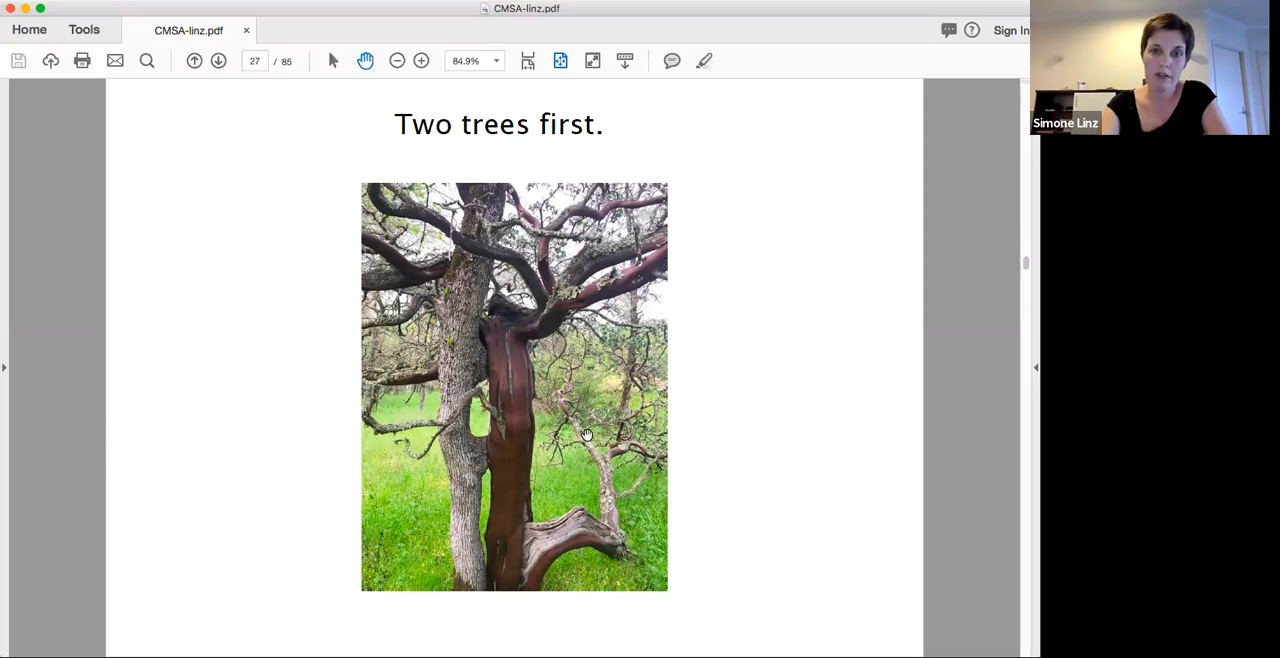 CMSA-linz.pdf
Home Tools CMSA-linz.pdf × Sign In
27 / 85 84.9%
Simone Linz
Two trees first.